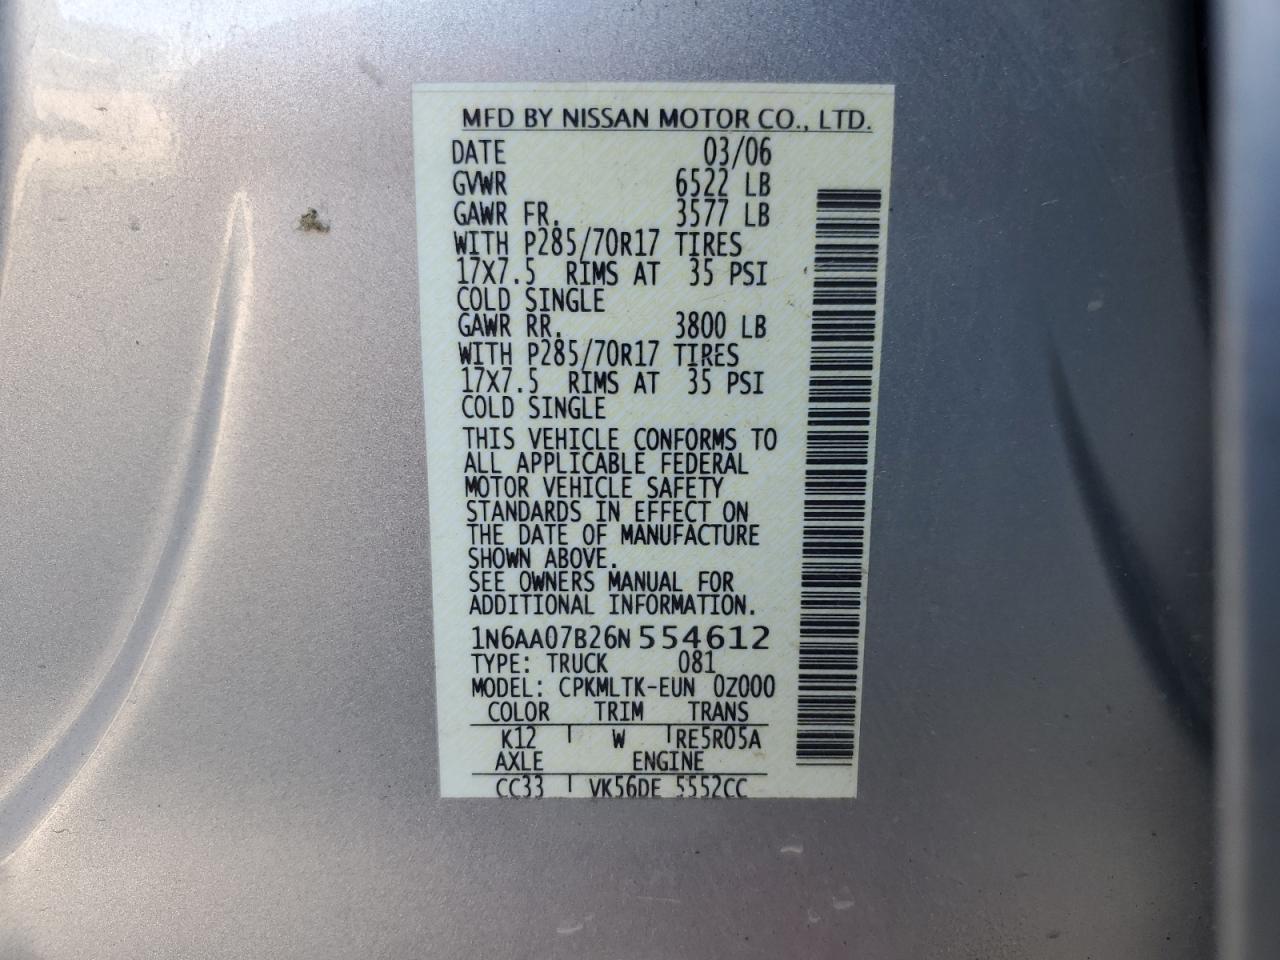 MFD BY NISSAN MOTOR CO., LTD.
DATE 03/06
GVWR 6522 LB
GAWR FR. 3577 LB
WITH P285/70R17 TIRES
17X7.5 RIMS AT 35 PSI
COLD SINGLE
GAWR RR. 3800 LB
WITH P285/70R17 TIRES
17X7.5 RIMS AT 35 PSI
COLD SINGLE
THIS VEHICLE CONFORMS TO
ALL APPLICABLE FEDERAL
MOTOR VEHICLE SAFETY
STANDARDS IN EFFECT ON
THE DATE OF MANUFACTURE
SHOWN ABOVE.
SEE OWNERS MANUAL FOR
ADDITIONAL INFORMATION.
1N6AA07B26N554612
TYPE: TRUCK 081
MODEL: CPKMLTK-EUN 0Z000
COLOR TRIM TRANS
K12 W RE5R05A
AXLE ENGINE
CC33 VK56DE 5552CC